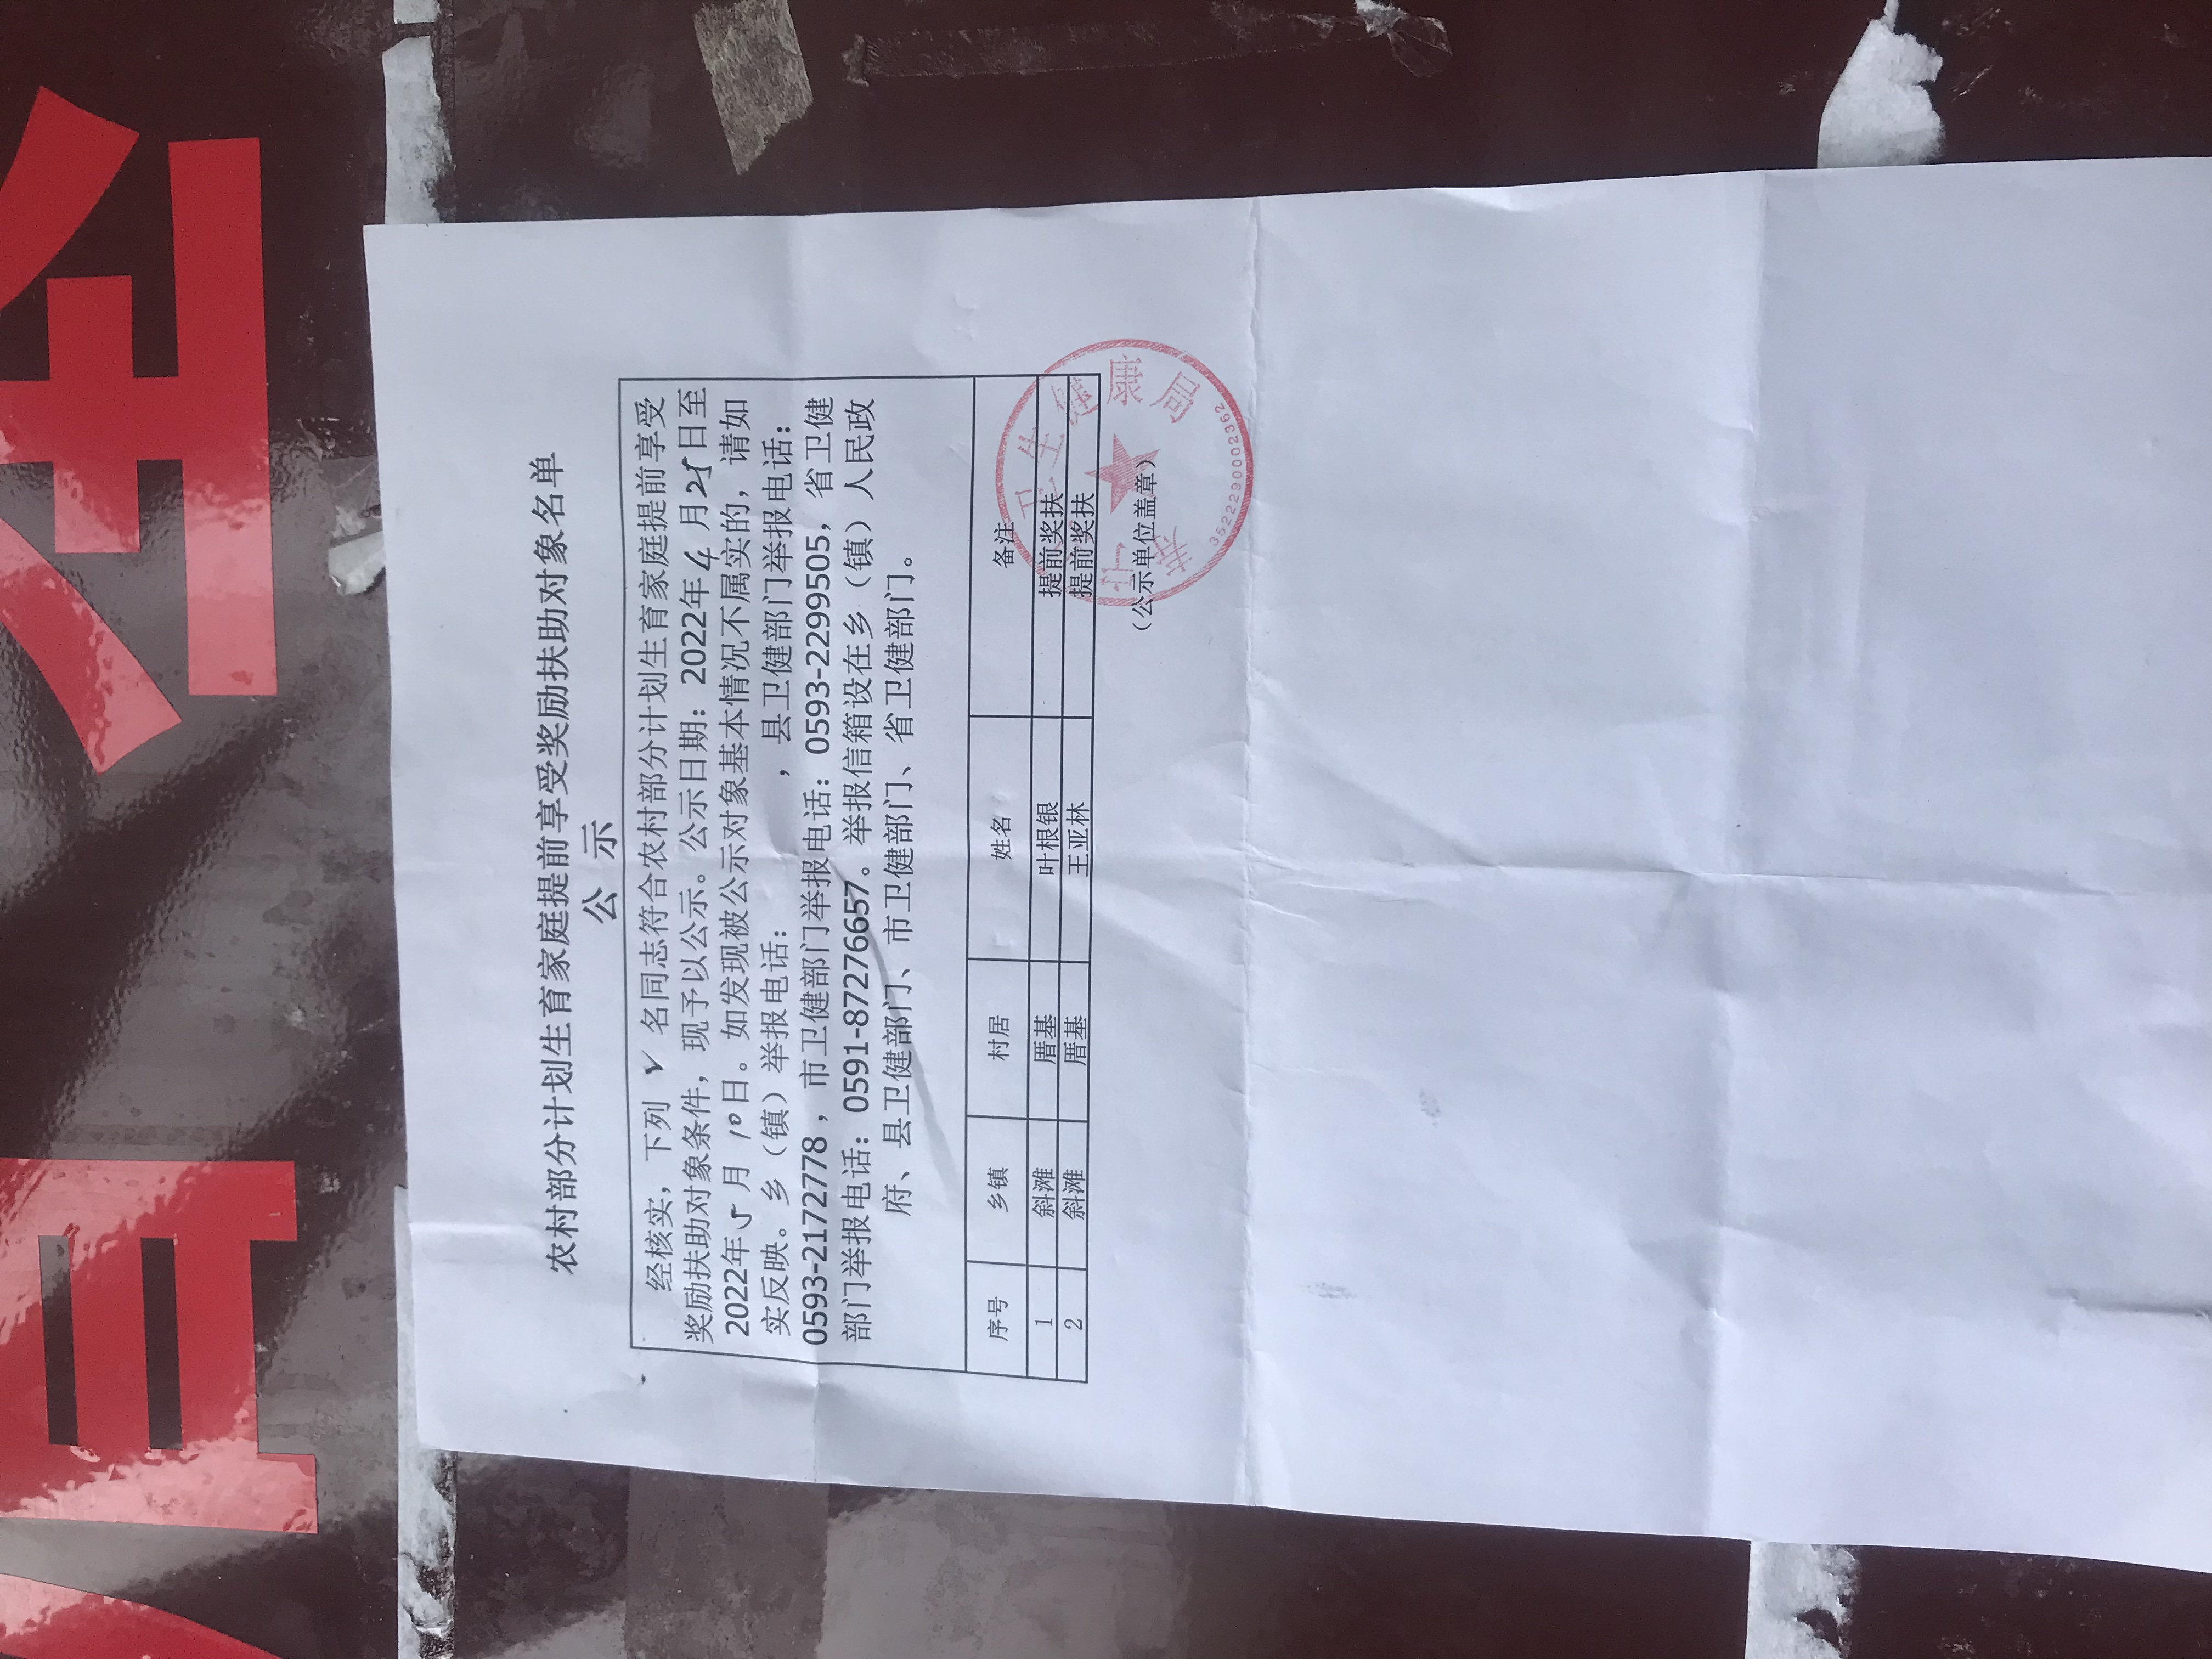 农村部分计划生育家庭提前享受奖励扶助对象名单
公 示
经核实，下列 2 名同志符合农村部分计划生育家庭提前享受
奖励扶助对象条件，现予以公示。公示日期：2022年4月25日至
2022年5月10日。如发现被公示对象基本情况不属实的，请如
实反映。乡（镇）举报电话： ，县卫健部门举报电话：
0593-2172778，市卫健部门举报电话：0593-2299505，省卫健
部门举报电话：0591-87276657。举报信箱设在乡（镇）人民政
府、县卫健部门、市卫健部门、省卫健部门。
序号 乡镇 村居 姓名 备注
1 斜滩 厝基 叶根银 提前奖扶
2 斜滩 厝基 王亚林 提前奖扶
（公示单位盖章）
卫生健康局
3522290002362